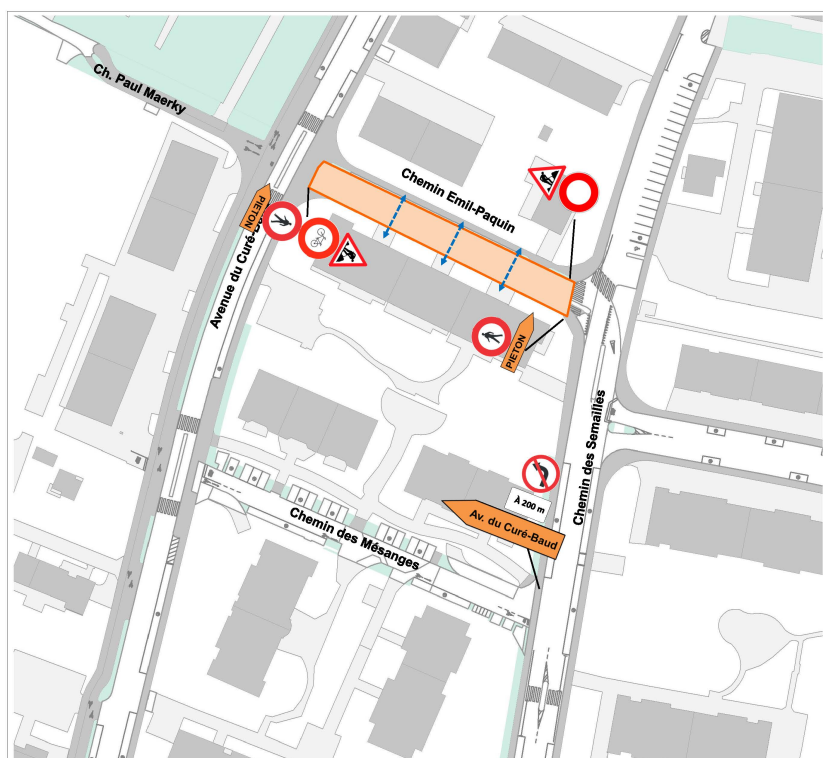 Ch. Paul Maerky
Chemin Emil-Paquin
PIETON
Avenue du Curé-Ba
PIETON
Chemin des Semailles
À 200 m
Av. du Curé-Baud
Chemin des Mésanges